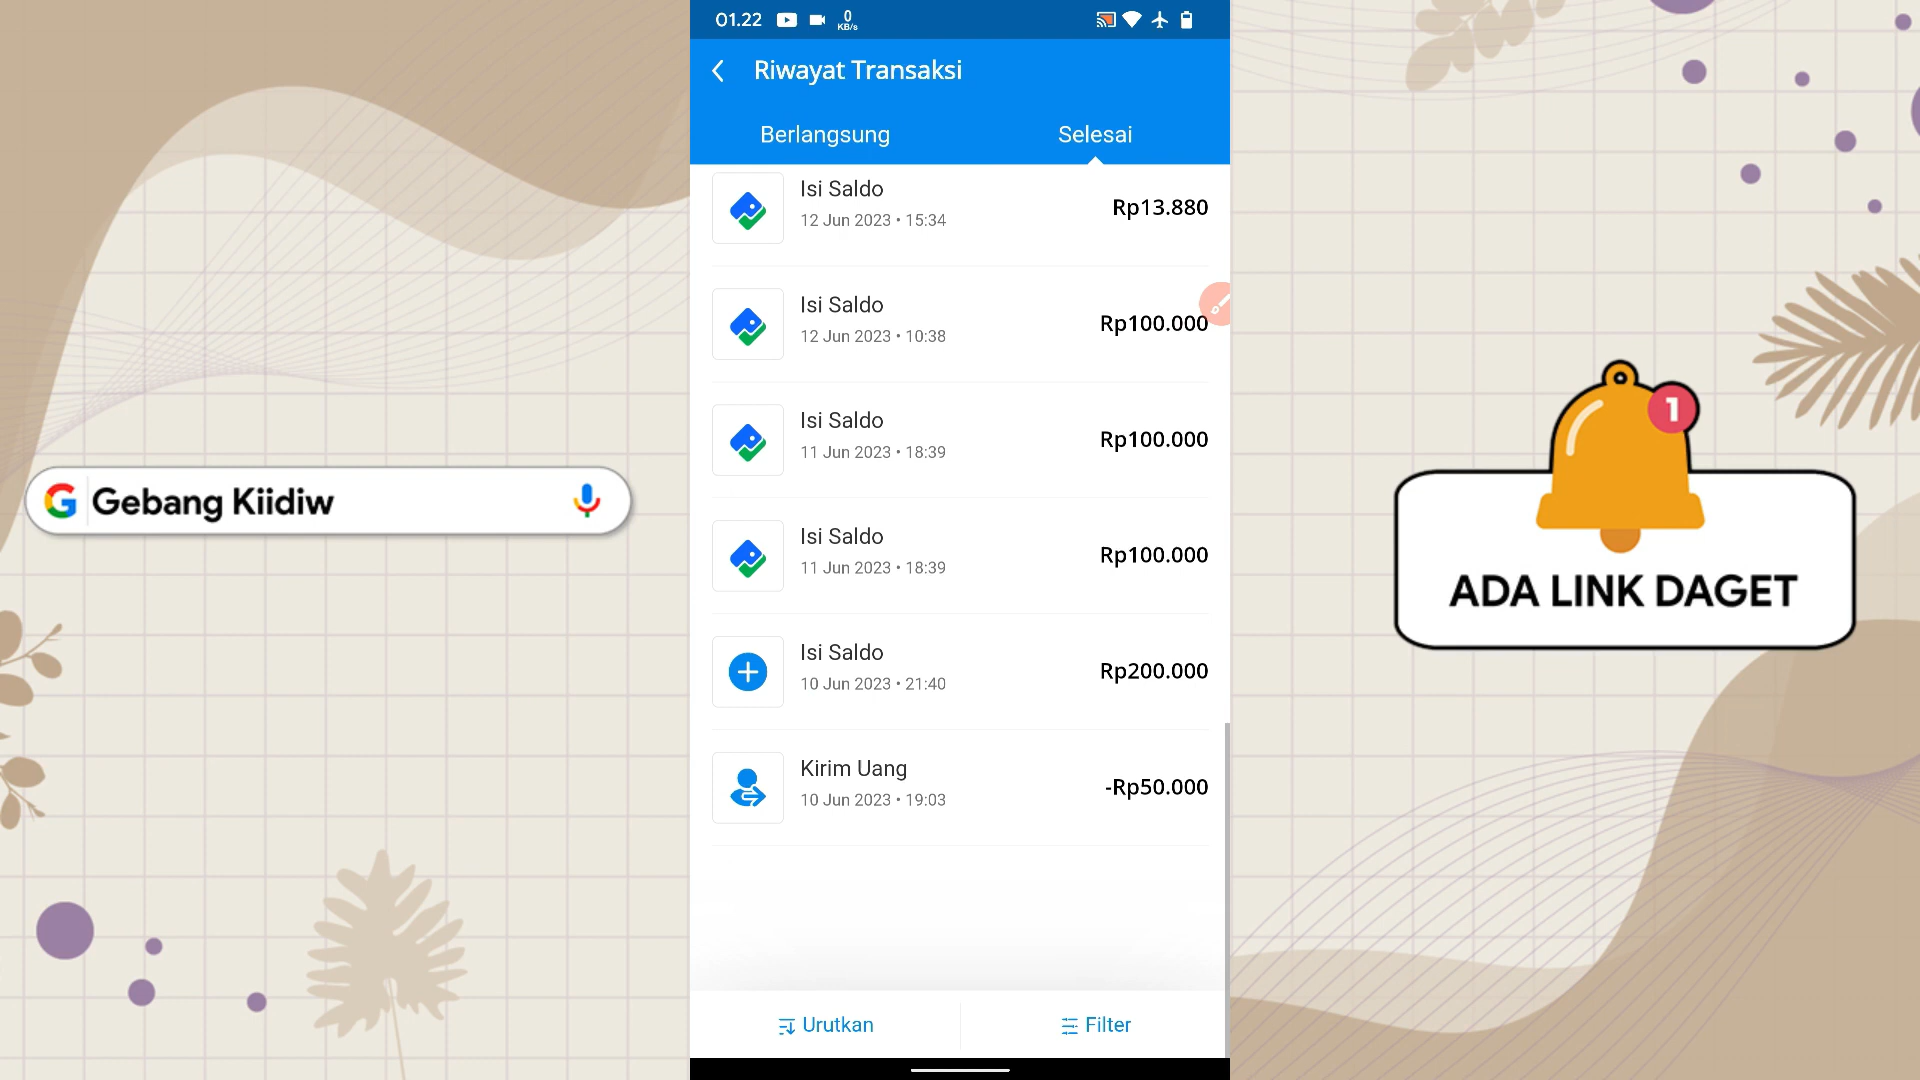 01.22
0
KB/s
Riwayat Transaksi
Berlangsung
Selesai
Isi Saldo
Rp13.880
12 Jun 2023 • 15:34
Isi Saldo
Rp100.000
12 Jun 2023 • 10:38
Isi Saldo
Rp100.000
11 Jun 2023 • 18:39
Isi Saldo
Rp100.000
11 Jun 2023 • 18:39
Isi Saldo
Rp200.000
10 Jun 2023 • 21:40
Kirim Uang
-Rp50.000
10 Jun 2023 • 19:03
Urutkan
Filter
G Gebang Kiidiw
1
ADA LINK DAGET